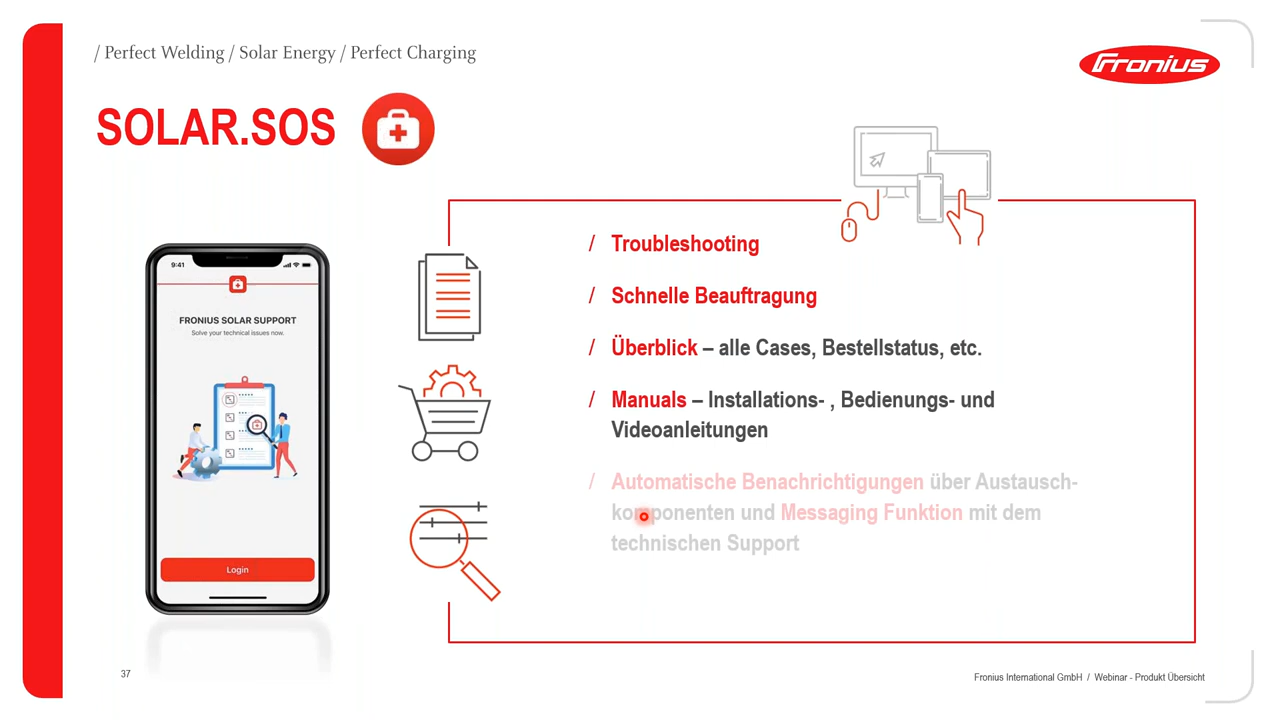 / Perfect Welding / Solar Energy / Perfect Charging
Fronius
SOLAR.SOS
9:41
FRONIUS SOLAR SUPPORT
Solve your technical issues now.
Login
/ Troubleshooting
/ Schnelle Beauftragung
/ Überblick – alle Cases, Bestellstatus, etc.
/ Manuals – Installations- , Bedienungs- und
Videoanleitungen
/ Automatische Benachrichtigungen über Austausch-
komponenten und Messaging Funktion mit dem
technischen Support
37
Fronius International GmbH / Webinar - Produkt Übersicht